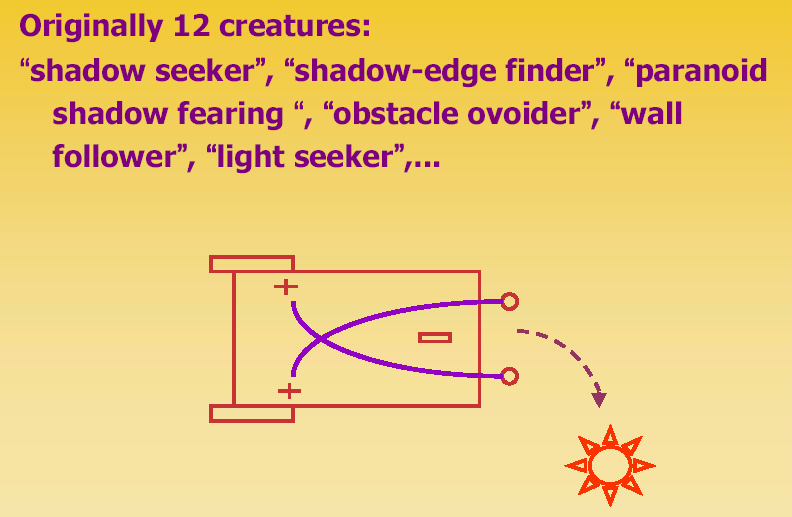 Originally 12 creatures:
“shadow seeker”, “shadow-edge finder”, “paranoid
shadow fearing “, “obstacle ovoider”, “wall
follower”, “light seeker”,...
+
+